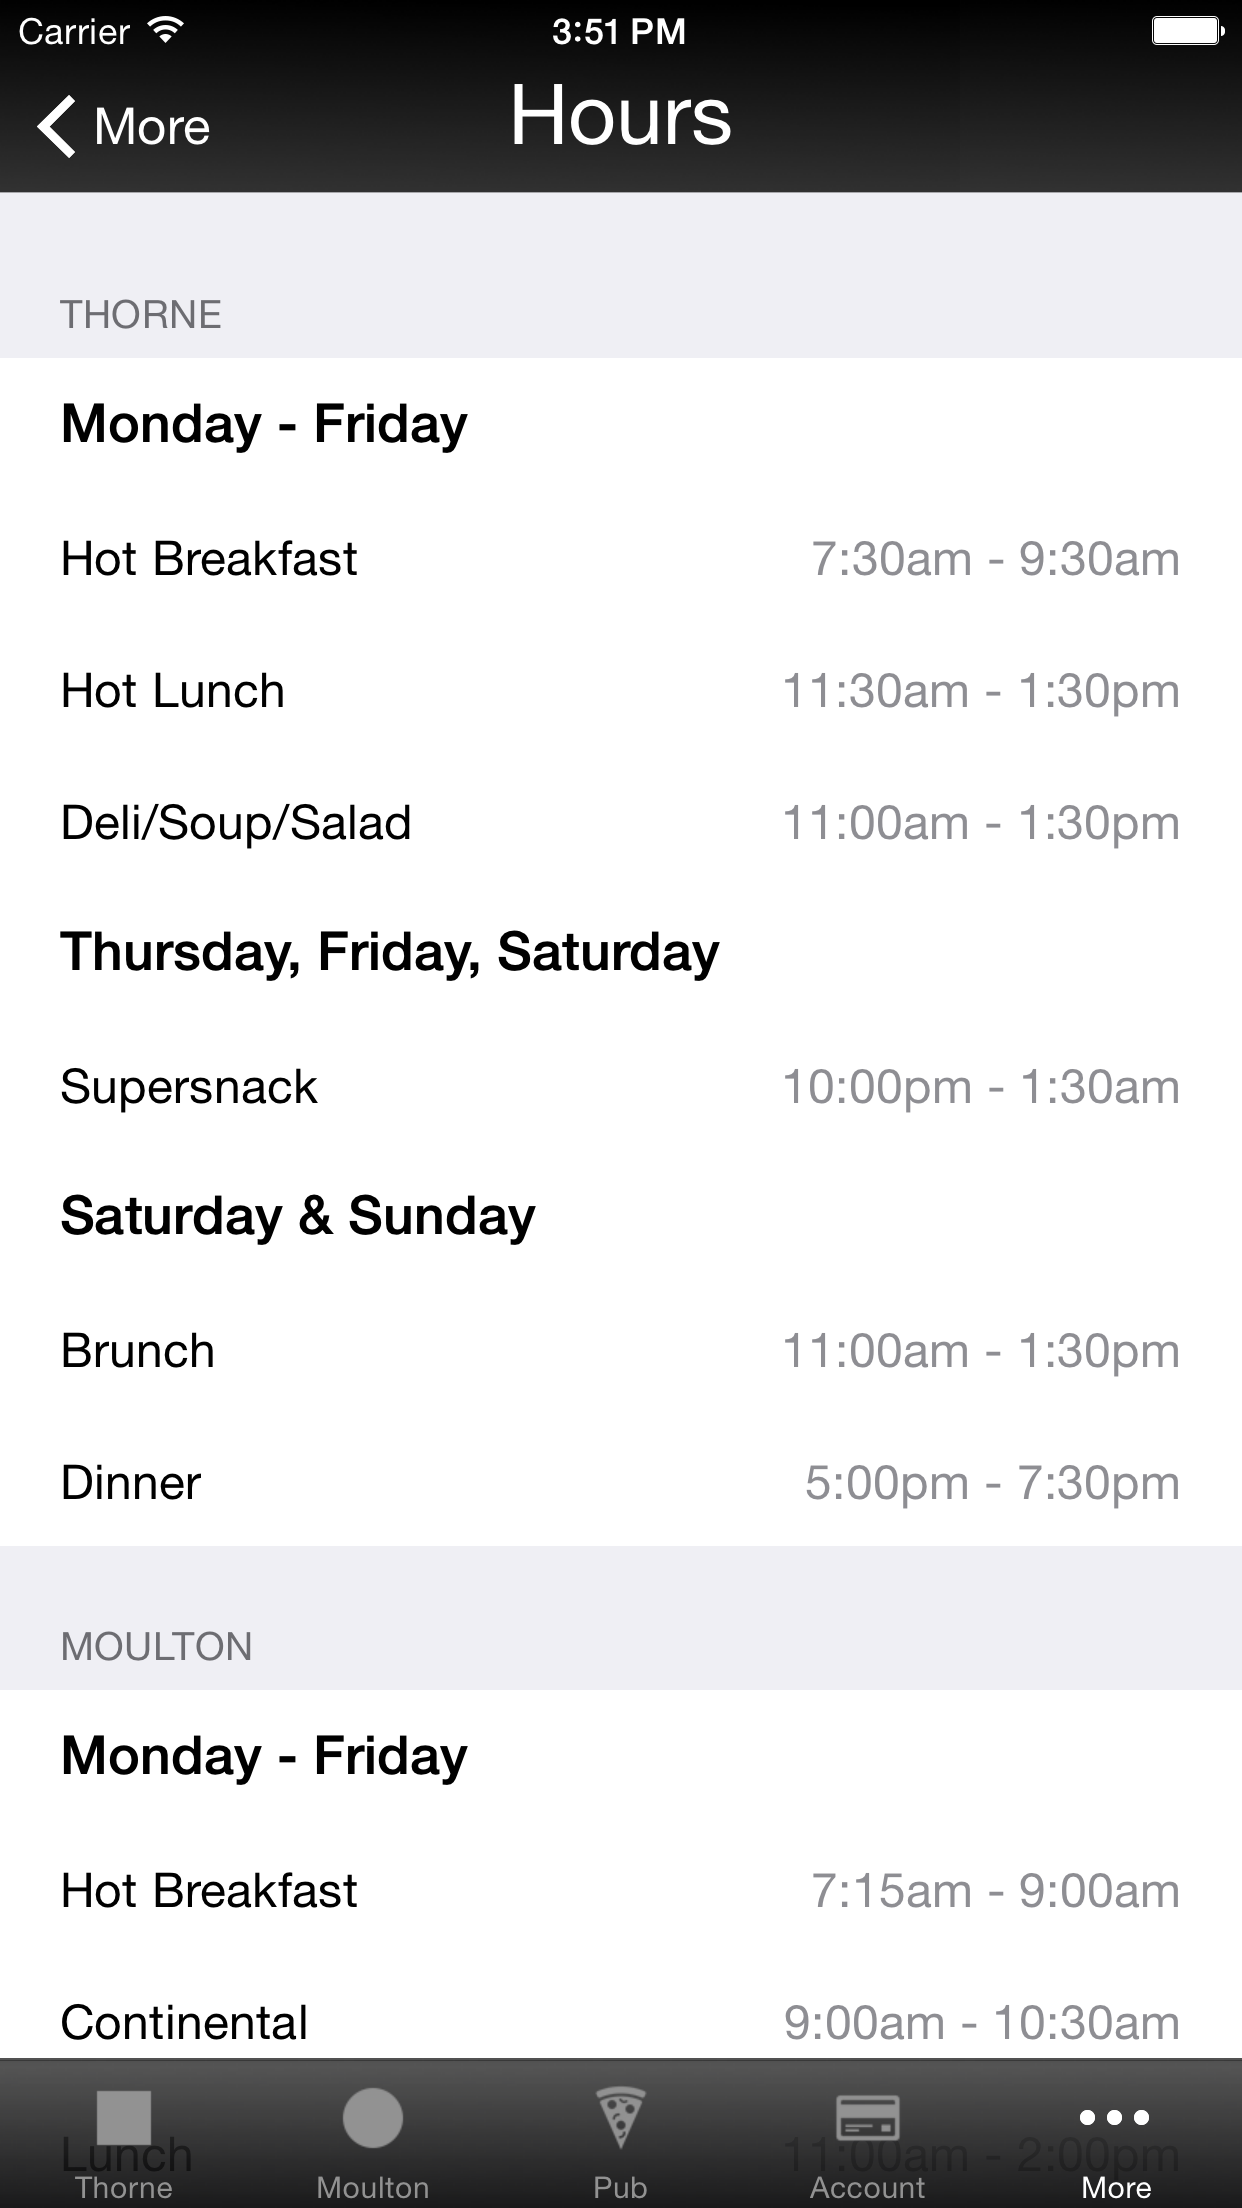 Carrier 3:51 PM
More Hours
THORNE
Monday - Friday
Hot Breakfast 7:30am - 9:30am
Hot Lunch 11:30am - 1:30pm
Deli/Soup/Salad 11:00am - 1:30pm
Thursday, Friday, Saturday
Supersnack 10:00pm - 1:30am
Saturday & Sunday
Brunch 11:00am - 1:30pm
Dinner 5:00pm - 7:30pm
MOULTON
Monday - Friday
Hot Breakfast 7:15am - 9:00am
Continental 9:00am - 10:30am
Lunch 11:00am - 2:00pm
Thorne Moulton Pub Account More